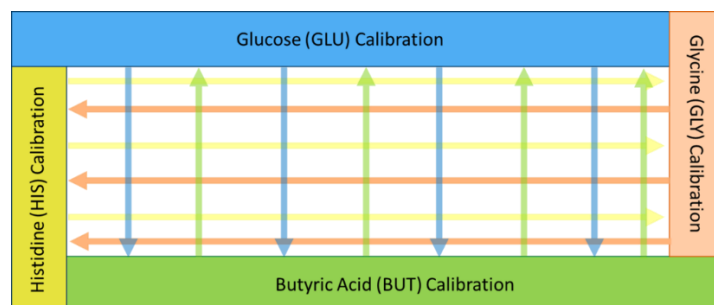 Glucose (GLU) Calibration
Histidine (HIS) Calibration
Glycine (GLY) Calibration
Butyric Acid (BUT) Calibration